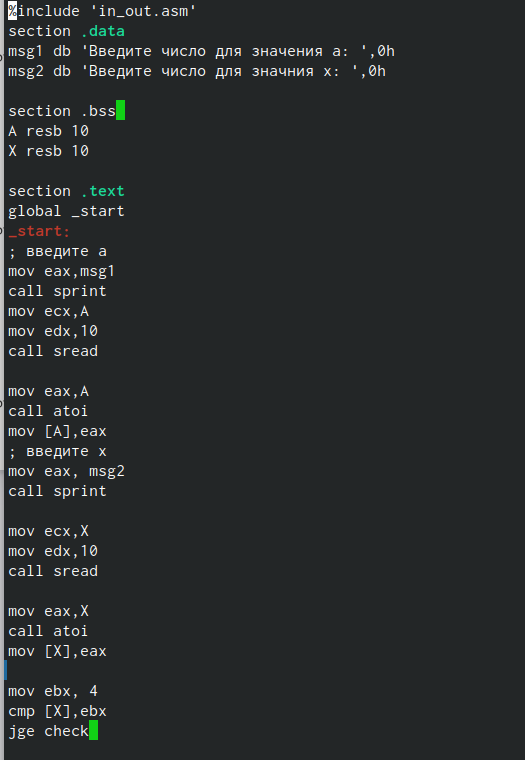 %include 'in_out.asm'
section .data
msg1 db 'Введите число для значения а: ',0h
msg2 db 'Введите число для значния х: ',0h
section .bss
A resb 10
X resb 10
section .text
global _start
_start:
; введите а
mov eax,msg1
call sprint
mov ecx,A
mov edx,10
call sread
mov eax,A
call atoi
mov [A],eax
; введите х
mov eax, msg2
call sprint
mov ecx,X
mov edx,10
call sread
mov eax,X
call atoi
mov [X],eax
mov ebx, 4
cmp [X],ebx
jge check